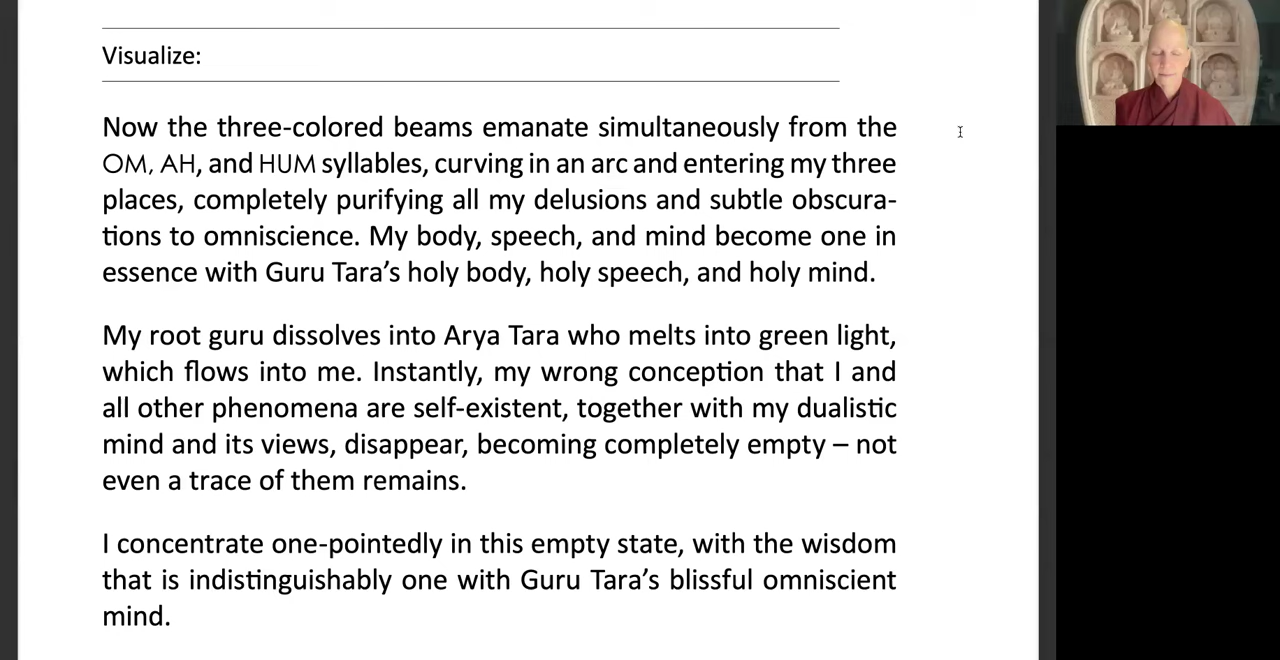 Visualize:
Now the three-colored beams emanate simultaneously from the
OM, AH, and HUM syllables, curving in an arc and entering my three
places, completely purifying all my delusions and subtle obscura-
tions to omniscience. My body, speech, and mind become one in
essence with Guru Tara’s holy body, holy speech, and holy mind.
My root guru dissolves into Arya Tara who melts into green light,
which flows into me. Instantly, my wrong conception that I and
all other phenomena are self-existent, together with my dualistic
mind and its views, disappear, becoming completely empty – not
even a trace of them remains.
I concentrate one-pointedly in this empty state, with the wisdom
that is indistinguishably one with Guru Tara’s blissful omniscient
mind.